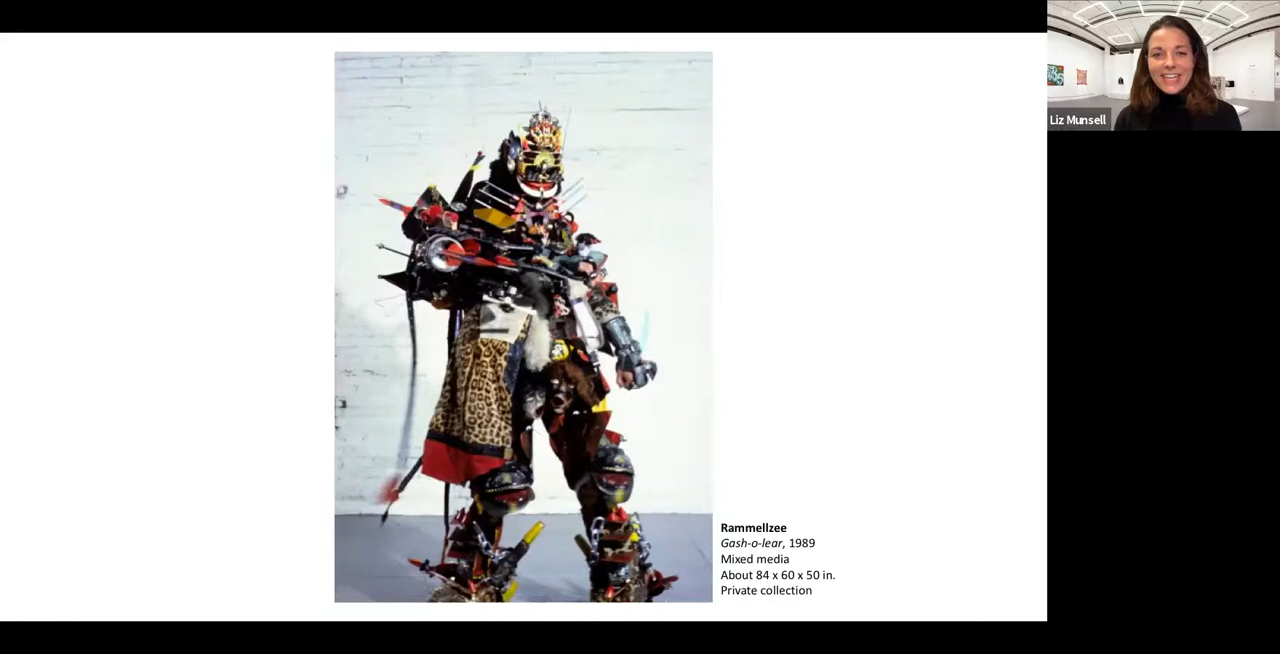 Liz Munsell
Rammellzee
Gash-o-lear, 1989
Mixed media
About 84 x 60 x 50 in.
Private collection